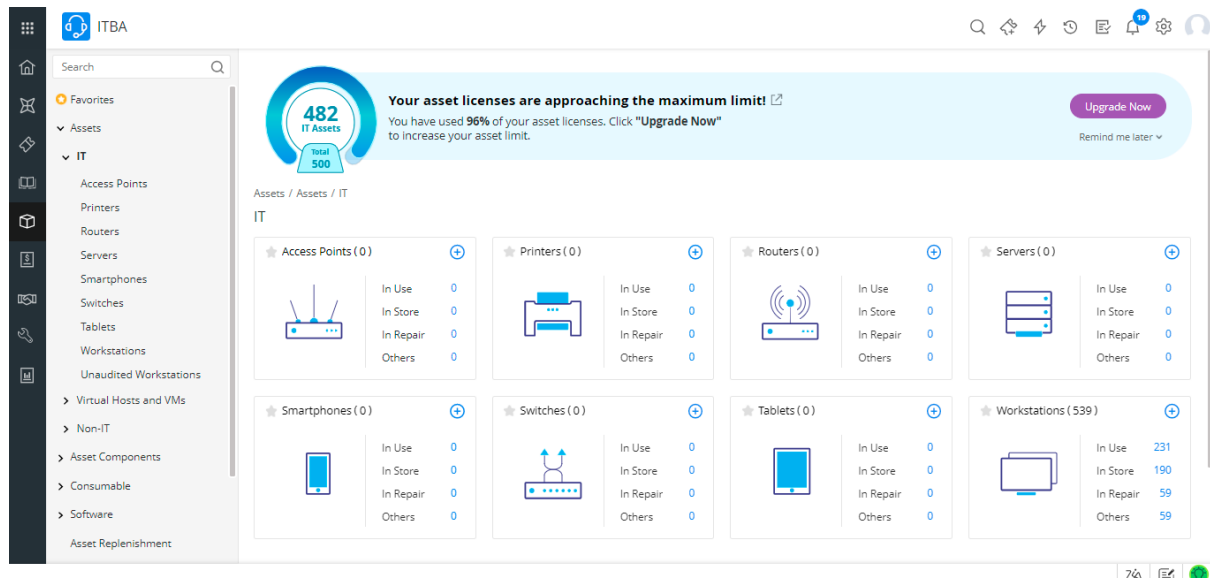 ITBA
19
Search
Favorites
Assets
IT
Access Points
Printers
Routers
Servers
Smartphones
Switches
Tablets
Workstations
Unaudited Workstations
Virtual Hosts and VMs
Non-IT
Asset Components
Consumable
Software
Asset Replenishment
482
IT Assets
Total
500
Your asset licenses are approaching the maximum limit!
You have used 96% of your asset licenses. Click "Upgrade Now"
to increase your asset limit.
Upgrade Now
Remind me later
Assets / Assets / IT
IT
Access Points ( 0 )
In Use 0
In Store 0
In Repair 0
Others 0
Printers ( 0 )
In Use 0
In Store 0
In Repair 0
Others 0
Routers ( 0 )
In Use 0
In Store 0
In Repair 0
Others 0
Servers ( 0 )
In Use 0
In Store 0
In Repair 0
Others 0
Smartphones ( 0 )
In Use 0
In Store 0
In Repair 0
Others 0
Switches ( 0 )
In Use 0
In Store 0
In Repair 0
Others 0
Tablets ( 0 )
In Use 0
In Store 0
In Repair 0
Others 0
Workstations ( 539 )
In Use 231
In Store 190
In Repair 59
Others 59